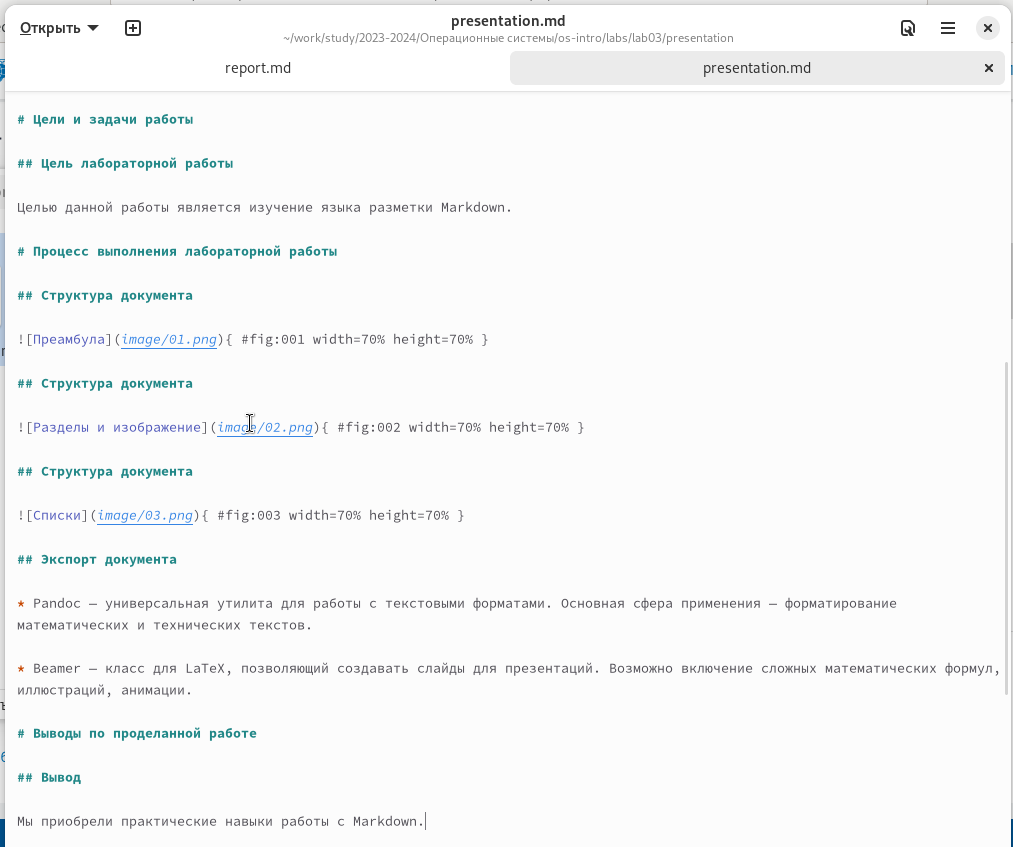 Открыть
presentation.md
~/work/study/2023-2024/Операционные системы/os-intro/labs/lab03/presentation
report.md
presentation.md
# Цели и задачи работы
## Цель лабораторной работы
Целью данной работы является изучение языка разметки Markdown.
# Процесс выполнения лабораторной работы
## Структура документа
![Преамбула](image/01.png){ #fig:001 width=70% height=70% }
## Структура документа
![Разделы и изображение](image/02.png){ #fig:002 width=70% height=70% }
## Структура документа
![Списки](image/03.png){ #fig:003 width=70% height=70% }
## Экспорт документа
* Pandoc — универсальная утилита для работы с текстовыми форматами. Основная сфера применения — форматирование
математических и технических текстов.
* Beamer — класс для LaTeX, позволяющий создавать слайды для презентаций. Возможно включение сложных математических формул,
иллюстраций, анимации.
# Выводы по проделанной работе
## Вывод
Мы приобрели практические навыки работы с Markdown.